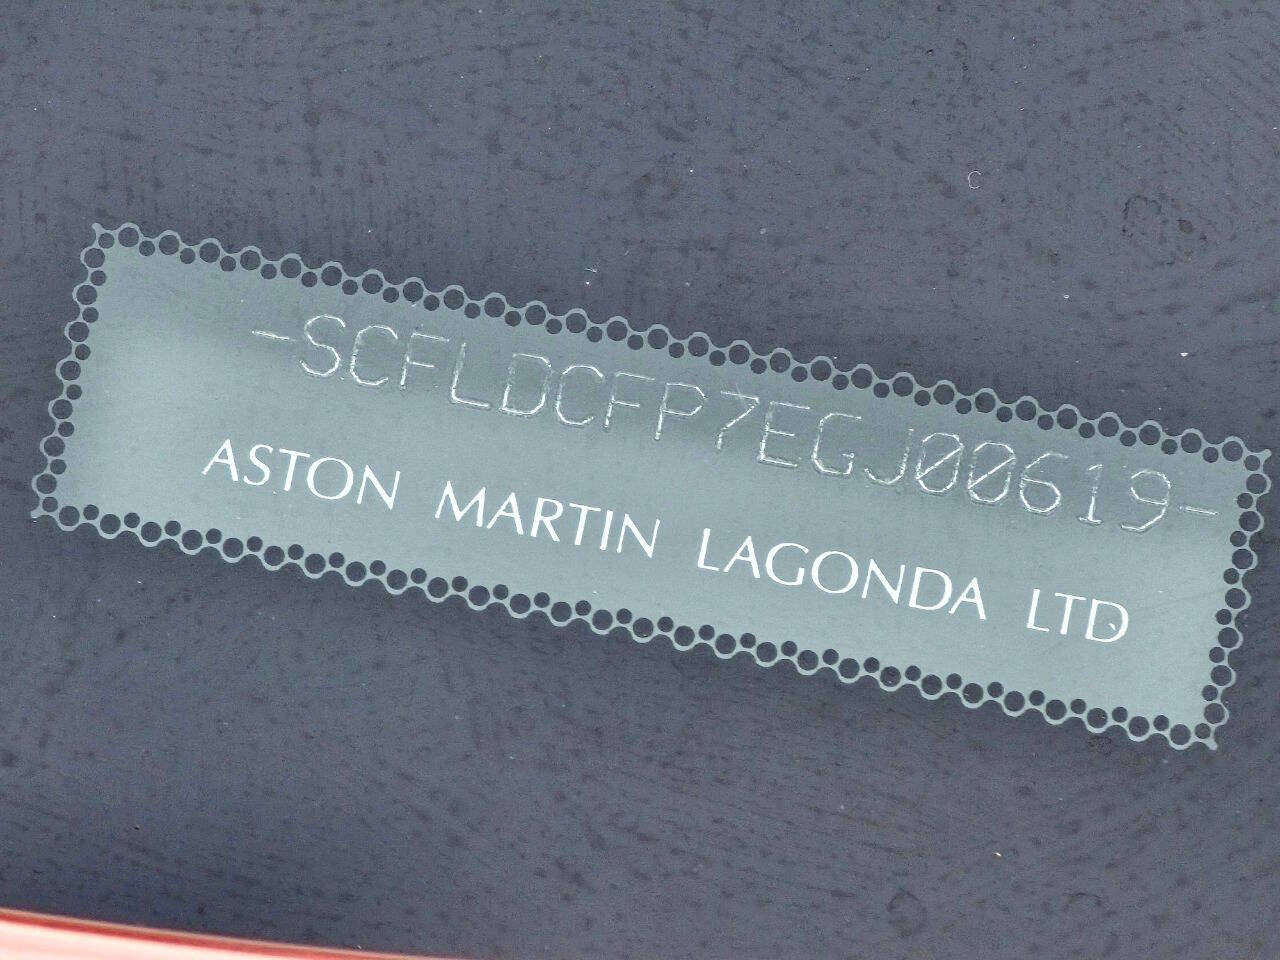 -SCFLDCFP7EGJ00619-
ASTON MARTIN LAGONDA LTD